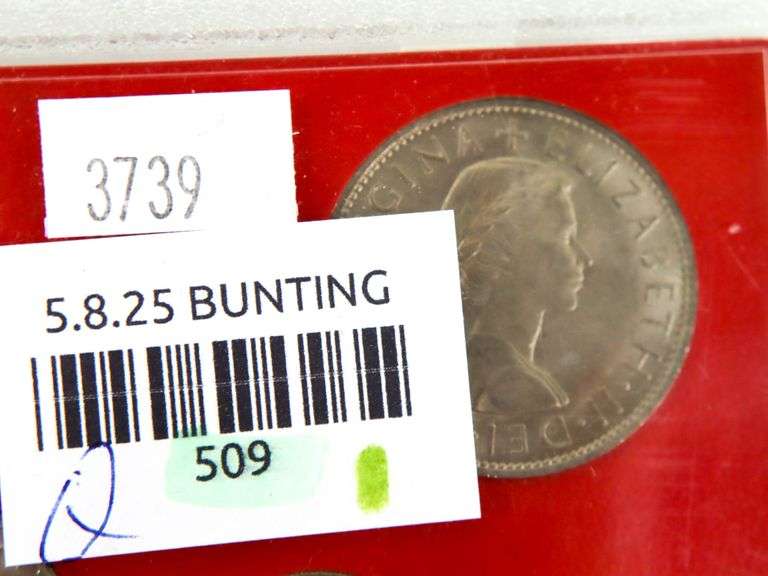 3739
5.8.25 BUNTING
509
GINA + ELIZABETH · II · DEI